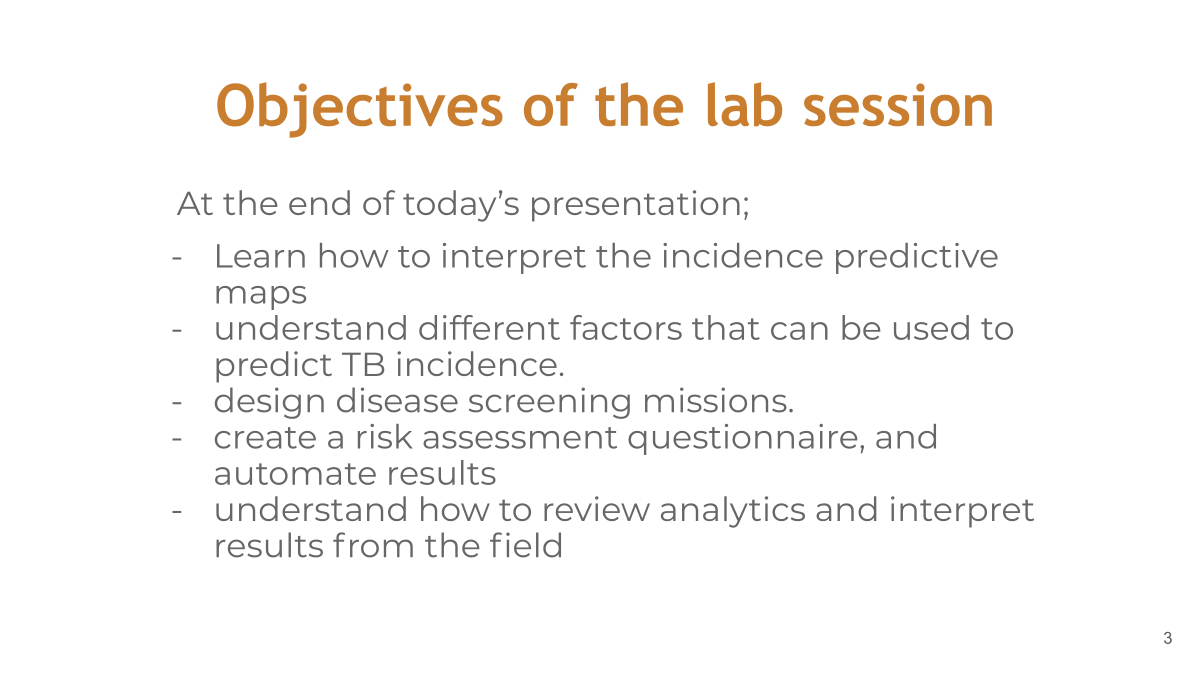 Objectives of the lab session
At the end of today’s presentation;
- Learn how to interpret the incidence predictive
maps
- understand different factors that can be used to
predict TB incidence.
- design disease screening missions.
- create a risk assessment questionnaire, and
automate results
- understand how to review analytics and interpret
results from the field
3